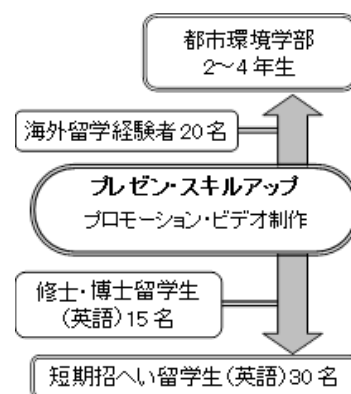 都市環境学部
2～4年生
海外留学経験者20名
プレゼン・スキルアップ
プロモーション・ビデオ制作
修士・博士留学生
(英語)15名
短期招へい留学生(英語)30名